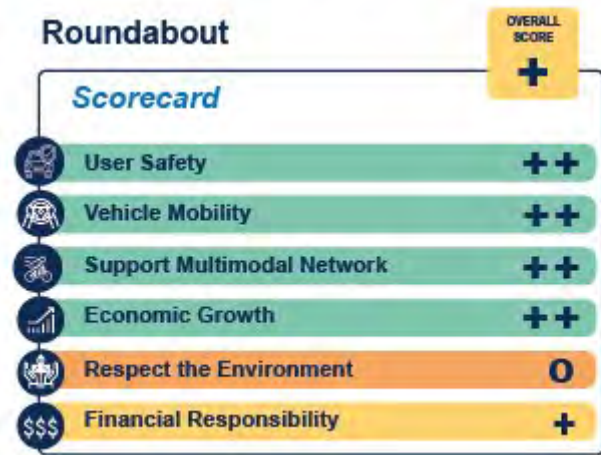 Roundabout
OVERALL
SCORE
+
Scorecard
User Safety ++
Vehicle Mobility ++
Support Multimodal Network ++
Economic Growth ++
Respect the Environment O
$$$ Financial Responsibility +